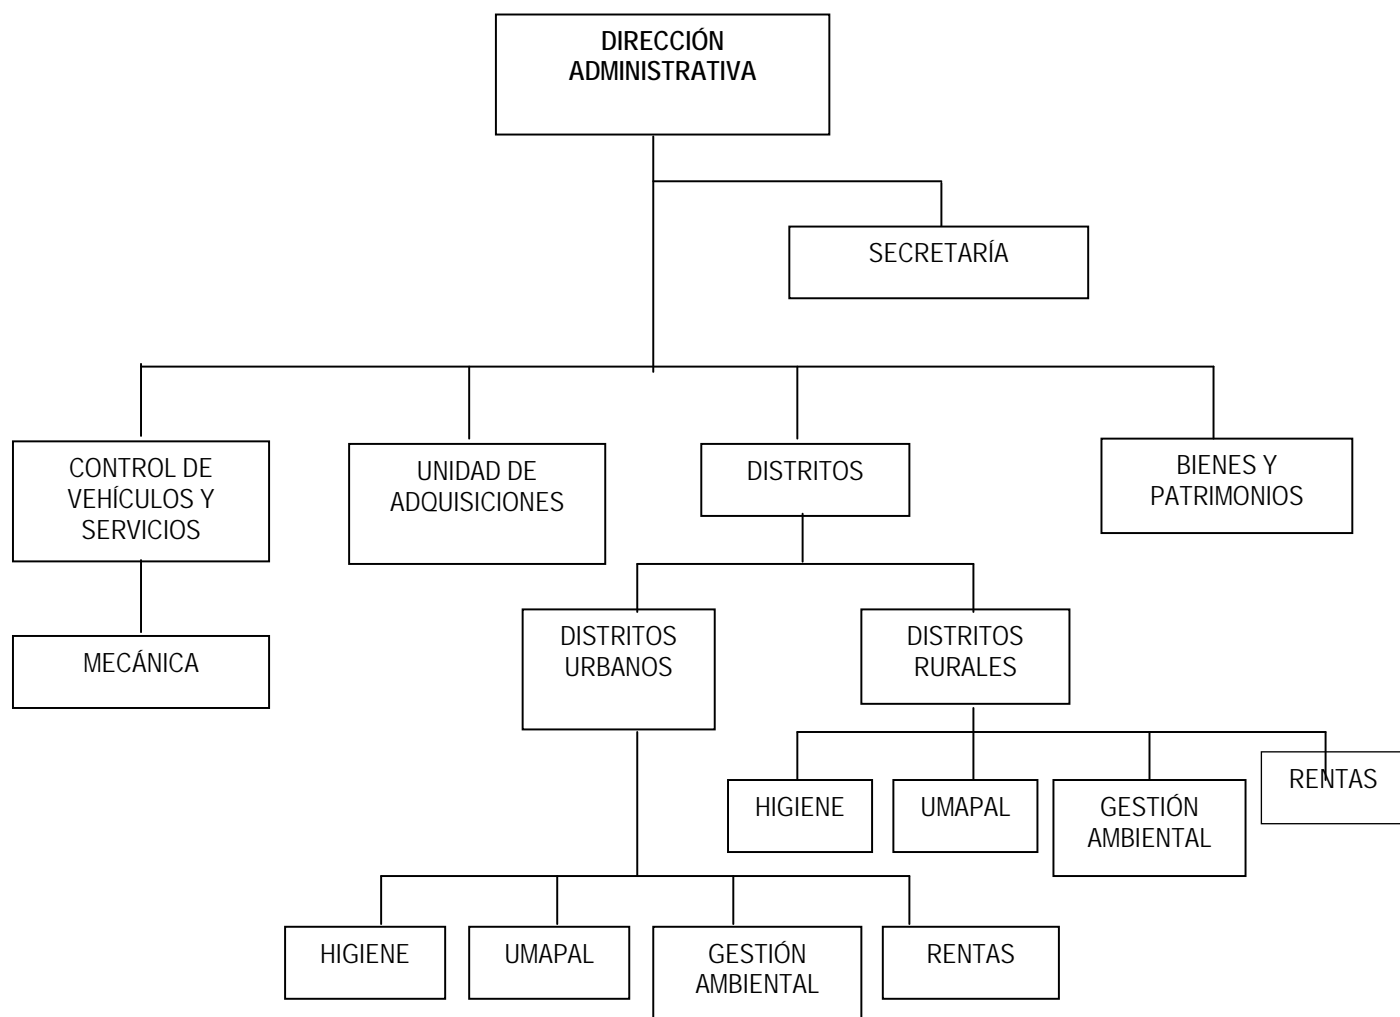 DIRECCIÓN
ADMINISTRATIVA
SECRETARÍA
CONTROL DE
VEHÍCULOS Y
SERVICIOS
UNIDAD DE
ADQUISICIONES
DISTRITOS
BIENES Y
PATRIMONIOS
MECÁNICA
DISTRITOS
URBANOS
DISTRITOS
RURALES
HIGIENE
UMAPAL
GESTIÓN
AMBIENTAL
RENTAS
HIGIENE
UMAPAL
GESTIÓN
AMBIENTAL
RENTAS